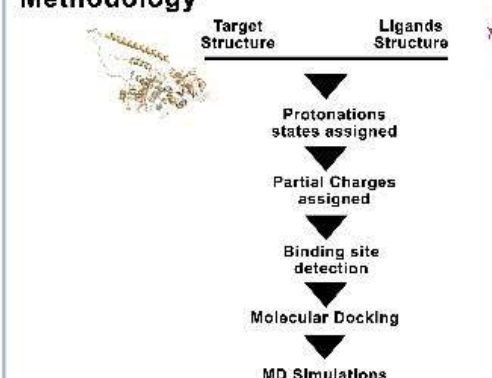 Methodology
Target Ligands
Structure Structure
Protonations
states assigned
Partial Charges
assigned
Binding site
detection
Molecular Docking
MD Simulations